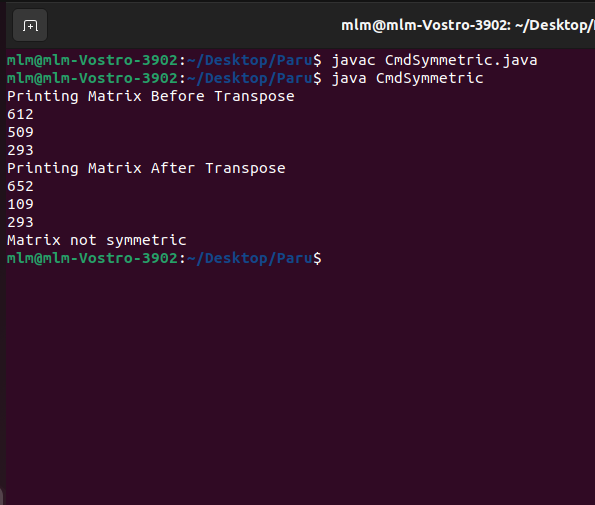 mlm@mlm-Vostro-3902: ~/Desktop/
mlm@mlm-Vostro-3902:~/Desktop/Paru$ javac CmdSymmetric.java
mlm@mlm-Vostro-3902:~/Desktop/Paru$ java CmdSymmetric
Printing Matrix Before Transpose
612
509
293
Printing Matrix After Transpose
652
109
293
Matrix not symmetric
mlm@mlm-Vostro-3902:~/Desktop/Paru$